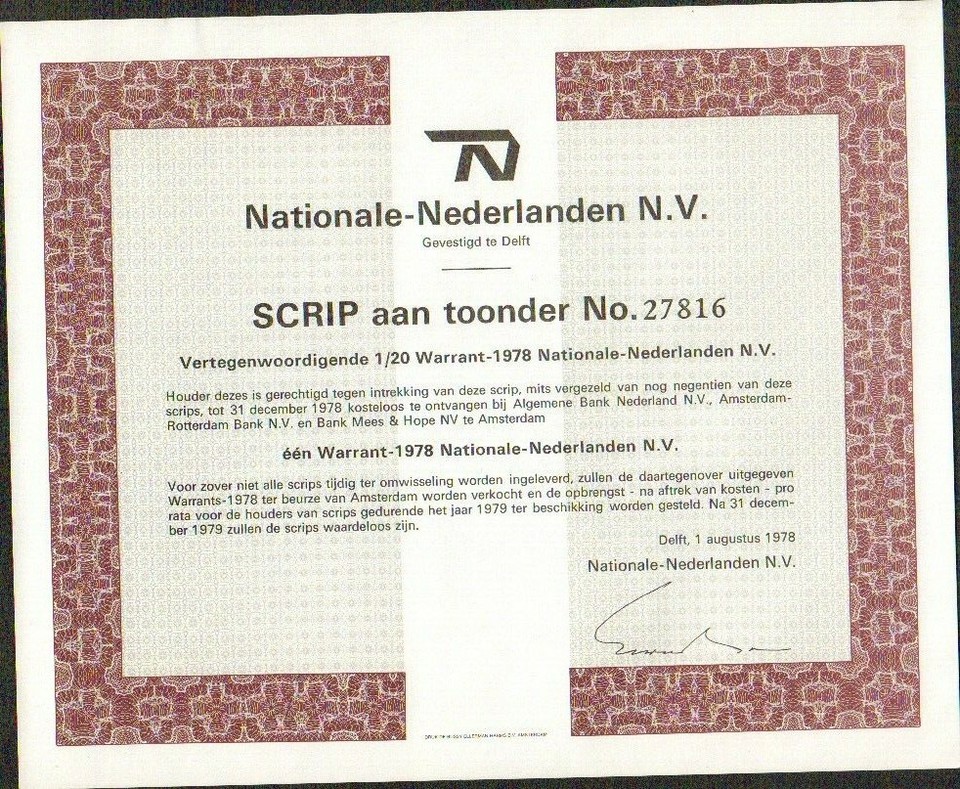 Nationale-Nederlanden N.V.
Gevestigd te Delft
SCRIP aan toonder No. 27816
Vertegenwoordigende 1/20 Warrant-1978 Nationale-Nederlanden N.V.
Houder dezes is gerechtigd tegen intrekking van deze scrip, mits vergezeld van nog negentien van deze
scrips, tot 31 december 1978 kosteloos te ontvangen bij Algemene Bank Nederland N.V., Amsterdam-
Rotterdam Bank N.V. en Bank Mees & Hope NV te Amsterdam
één Warrant-1978 Nationale-Nederlanden N.V.
Voor zover niet alle scrips tijdig ter omwisseling worden ingeleverd, zullen de daartegenover uitgegeven
Warrants-1978 ter beurze van Amsterdam worden verkocht en de opbrengst - na aftrek van kosten - pro
rata voor de houders van scrips gedurende het jaar 1979 ter beschikking worden gesteld. Na 31 decem-
ber 1979 zullen de scrips waardeloos zijn.
Delft, 1 augustus 1978
Nationale-Nederlanden N.V.